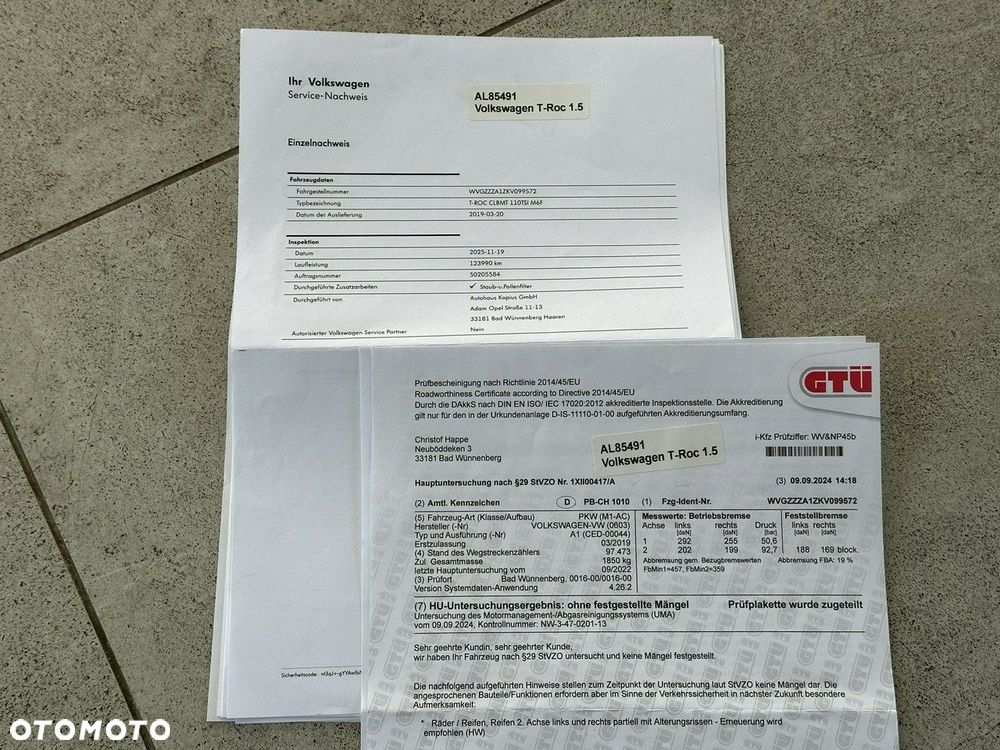 Ihr Volkswagen
Service-Nachweis
AL85491
Volkswagen T-Roc 1.5
Einzelnachweis
Fahrzeugdaten
Fahrgestellnummer WVGZZZA1ZKV099572
Typbezeichnung T-ROC CLBMT 110TSI M6F
Datum der Auslieferung 2019-03-20
Inspektion
Datum 2025-11-19
Laufleistung 123990 km
Auftragsnummer 50205584
Durchgeführte Zusatzarbeiten ✓ Staub-u.Pollenfilter
Durchgeführt von Autohaus Kapius GmbH
Adam Opel Straße 11-13
33181 Bad Wünnenberg Haaren
Autorisierter Volkswagen Service Partner Nein
Sicherheitscode:
GTÜ
Prüfbescheinigung nach Richtlinie 2014/45/EU
Roadworthiness Certificate according to Directive 2014/45/EU
Durch die DAkkS nach DIN EN ISO/ IEC 17020:2012 akkreditierte Inspektionsstelle. Die Akkreditierung
gilt nur für den in der Urkundenanlage D-IS-11110-01-00 aufgeführten Akkreditierungsumfang.
Christof Happe
Neuböddeken 3
33181 Bad Wünnenberg
AL85491
Volkswagen T-Roc 1.5
i-Kfz Prüfziffer: WV&NP45b
Hauptuntersuchung nach §29 StVZO Nr. 1XII00417/A (3) 09.09.2024 14:18
(2) Amtl. Kennzeichen D PB-CH 1010 (1) Fzg-Ident-Nr. WVGZZZA1ZKV099572
(5) Fahrzeug-Art (Klasse/Aufbau) PKW (M1-AC)
Hersteller (-Nr) VOLKSWAGEN-VW (0603)
Typ und Ausführung (-Nr) A1 (CED-00044)
Erstzulassung 03/2019
(4) Stand des Wegstreckenzählers 97.473
Zul. Gesamtmasse 1850 kg
letzte Hauptuntersuchung vom 09/2022
(3) Prüfort Bad Wünnenberg, 0016-00/0016-00
Version Systemdaten-Anwendung 4.26.2
Messwerte: Betriebsbremse Feststellbremse
Achse links rechts Druck links rechts
[daN] [daN] [bar] [daN] [daN]
1 292 255 50,6
2 202 199 92,7 188 169 block.
Abbremsung gem. Bezugbremswerten Abbremsung FBA: 19 %
FbMin1=457, FbMin2=359
(7) HU-Untersuchungsergebnis: ohne festgestellte Mängel Prüfplakette wurde zugeteilt
Untersuchung des Motormanagement-/Abgasreinigungssystems (UMA)
vom 09.09.2024, Kontrollnummer: NW-3-47-0201-13
Sehr geehrte Kundin, sehr geehrter Kunde,
wir haben Ihr Fahrzeug nach §29 StVZO untersucht und keine Mängel festgestellt.
Die nachfolgend aufgeführten Hinweise stellen zum Zeitpunkt der Untersuchung laut StVZO keine Mängel dar. Die
angesprochenen Bauteile/Funktionen erfordern aber im Sinne der Verkehrssicherheit in nächster Zukunft besondere
Aufmerksamkeit:
* Räder / Reifen, Reifen 2. Achse links und rechts partiell mit Alterungsrissen - Erneuerung wird
empfohlen (HW)
OTOMOTO